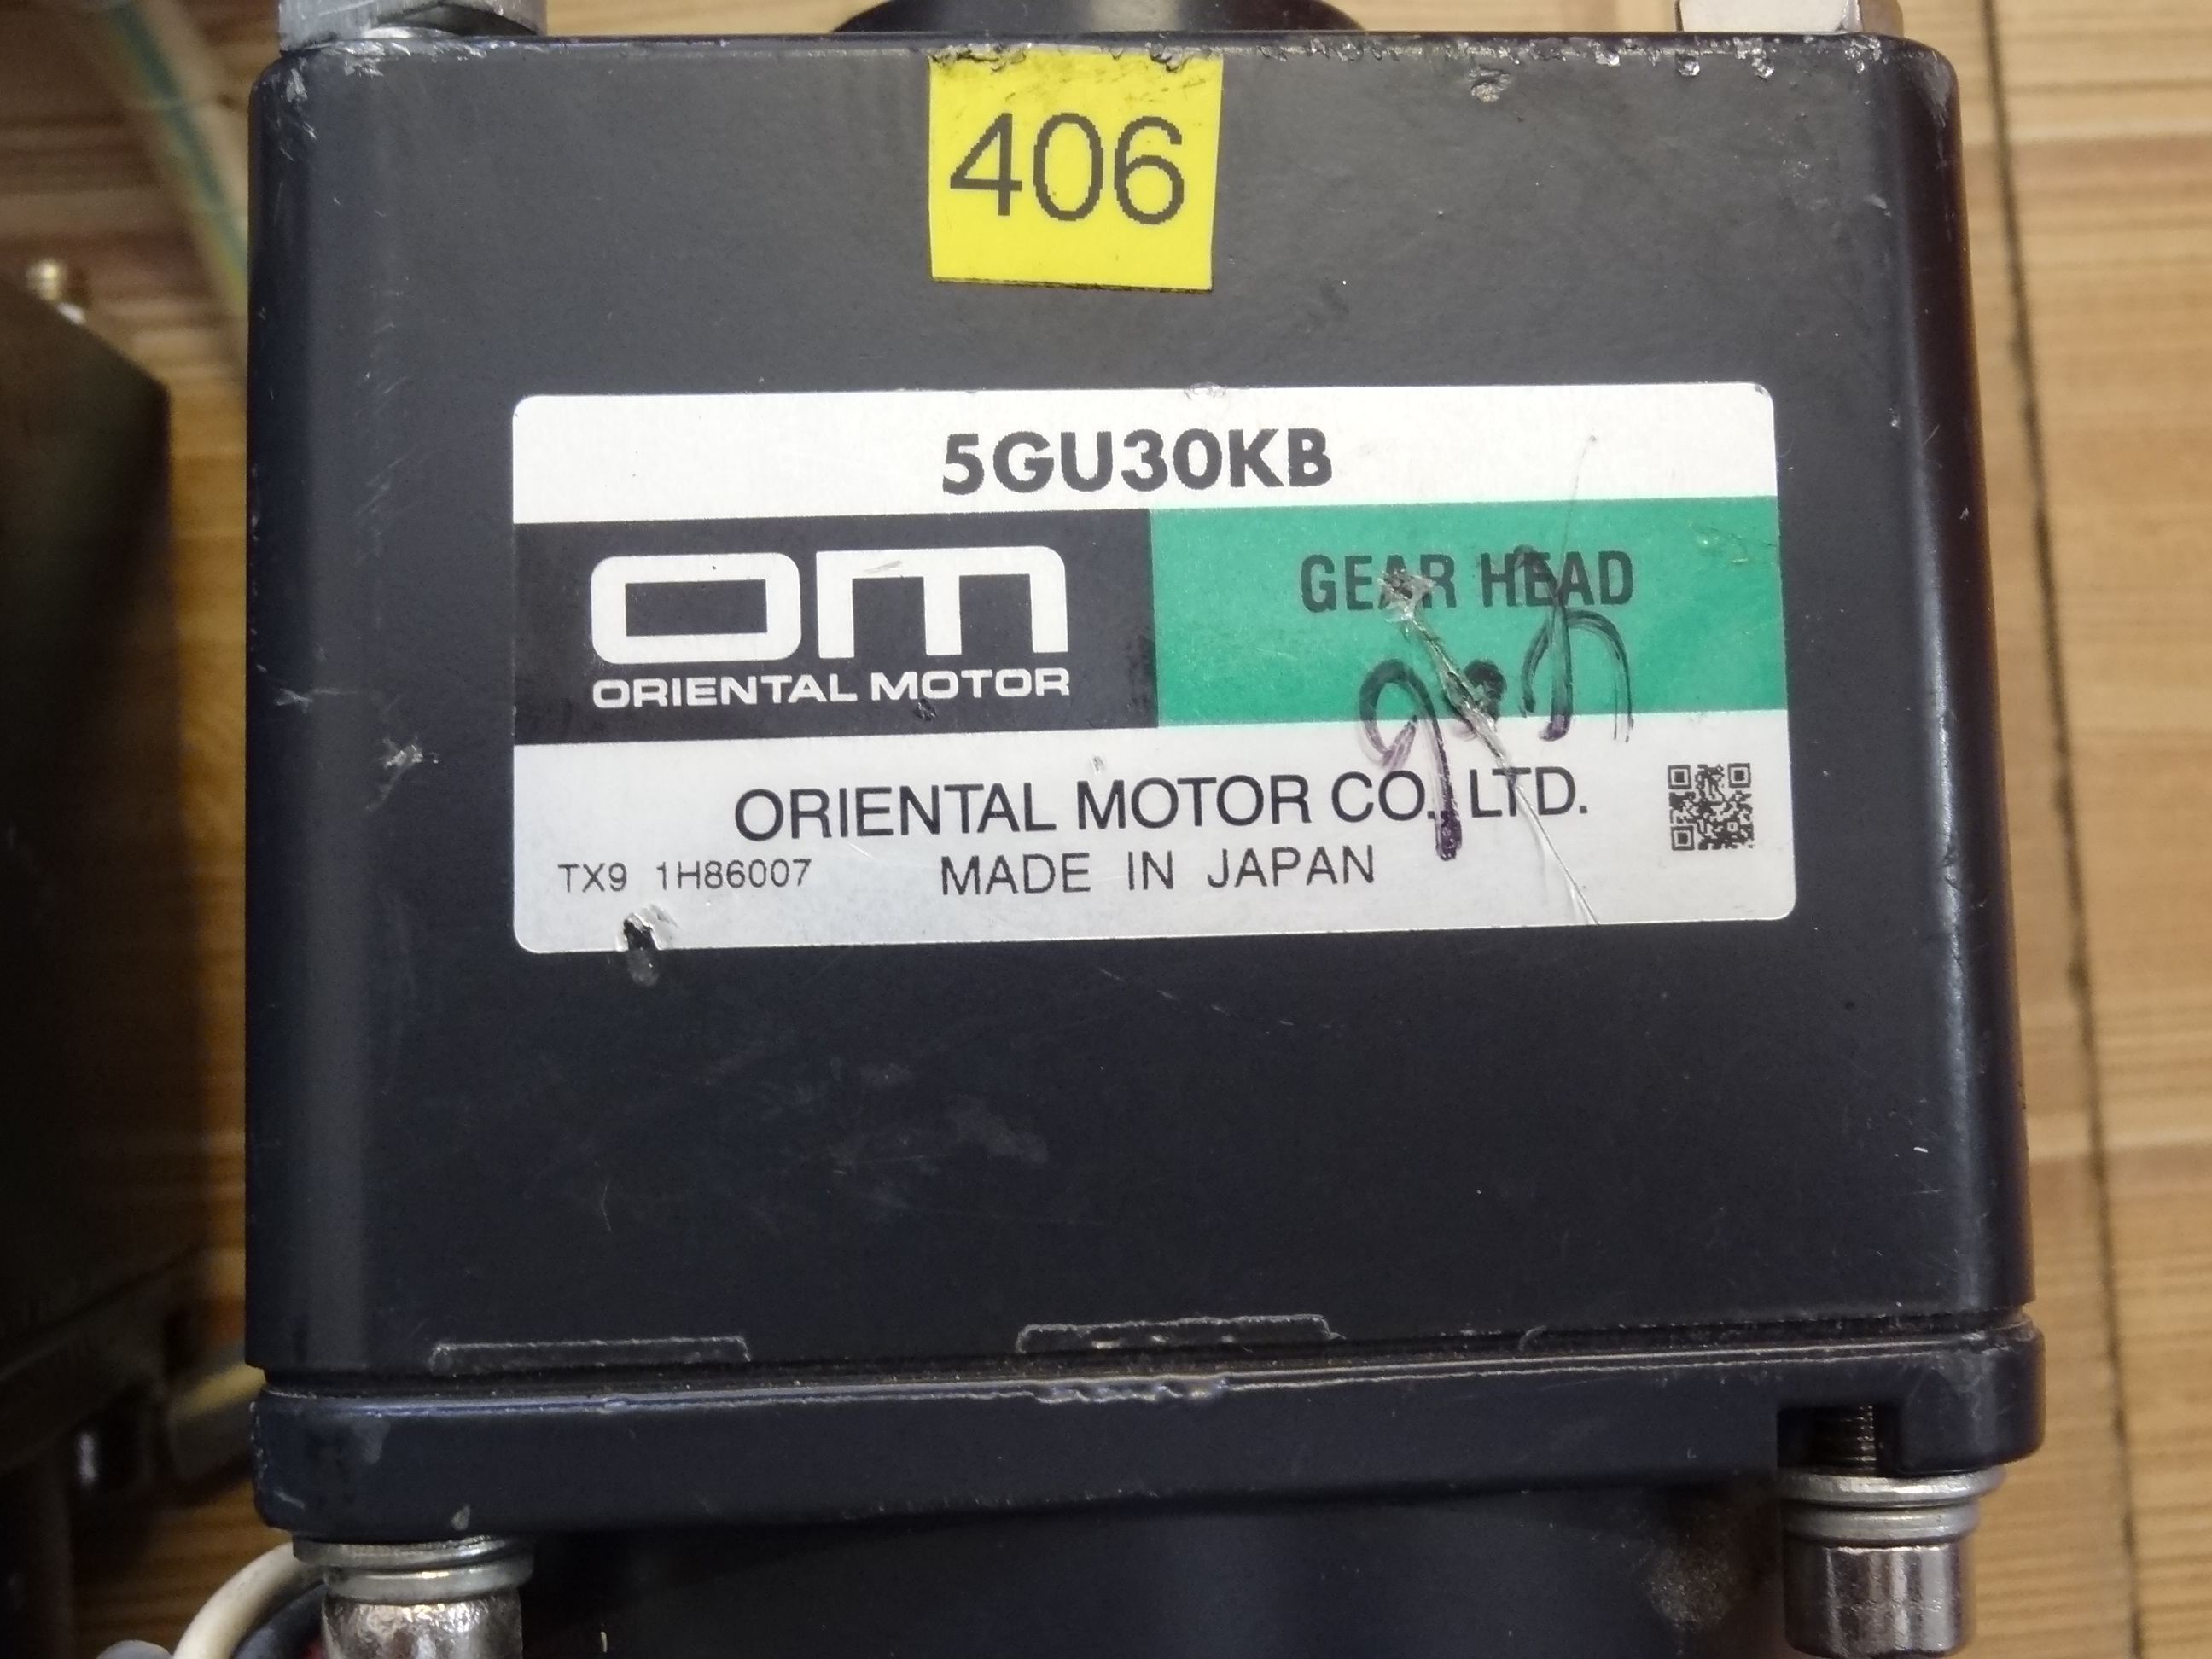 406
5GU30KB
om
ORIENTAL MOTOR
GEAR HEAD
ORIENTAL MOTOR CO., LTD.
TX9 1H86007
MADE IN JAPAN